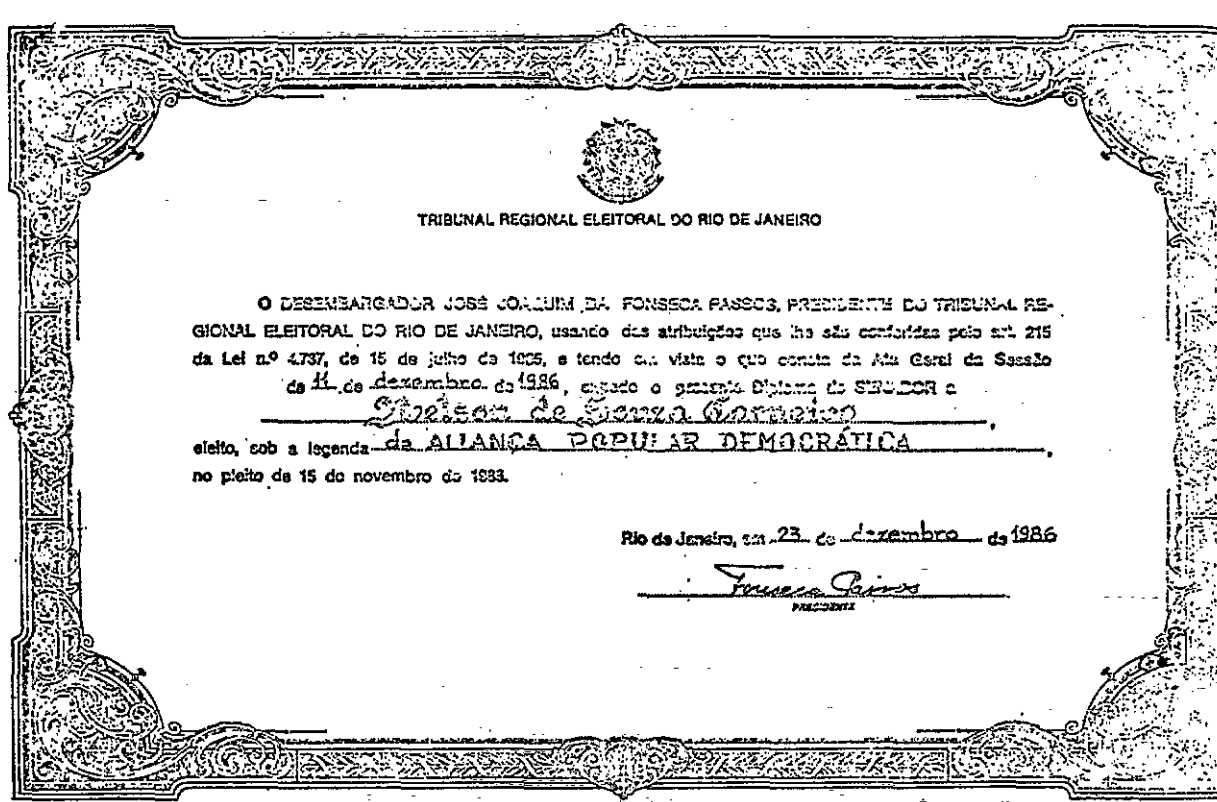 TRIBUNAL REGIONAL ELEITORAL DO RIO DE JANEIRO
O DESEMBARGADOR JOSÉ JOAQUIM DA FONSECA PASSOS, PRESIDENTE DO TRIBUNAL RE-
GIONAL ELEITORAL DO RIO DE JANEIRO, usando das atribuições que lhe são conferidas pelo art. 215
da Lei n.º 4.737, de 15 de julho de 1965, e tendo em vista o que consta da Ata Geral da Sessão
de 11 de dezembro de 1986, expede o presente Diploma de SENADOR a
de Souza Carneiro,
eleito, sob a legenda da ALIANÇA POPULAR DEMOCRÁTICA,
no pleito de 15 de novembro de
Rio de Janeiro, em 23 de dezembro de 1986
Fonseca Passos
PRESIDENTE